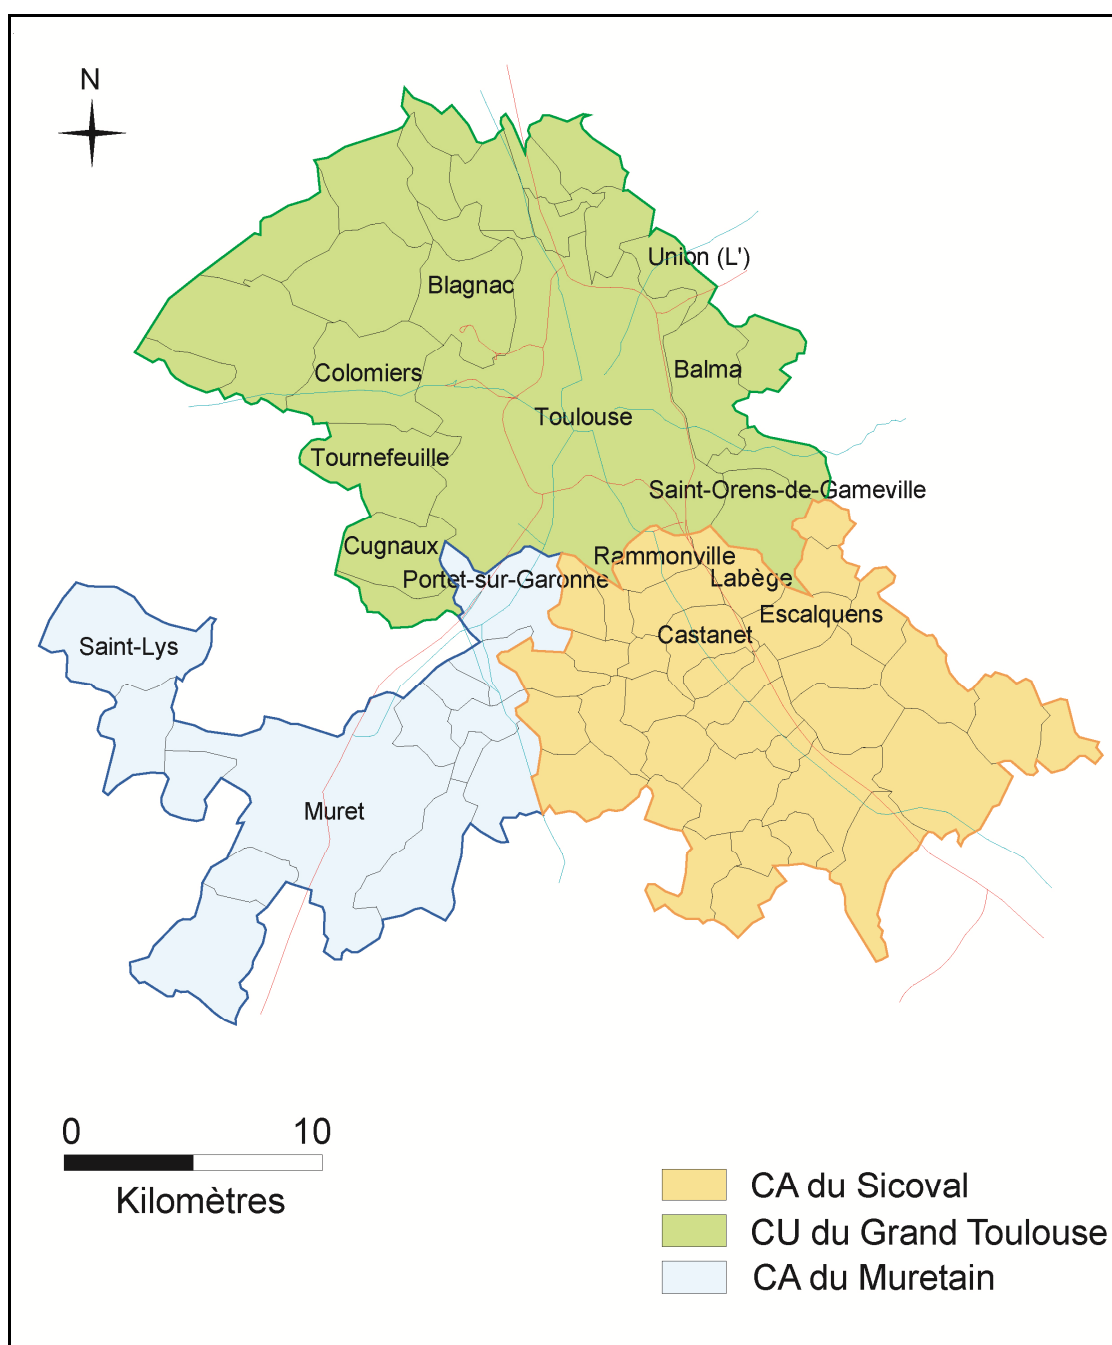 N
Union (L')
Blagnac
Balma
Colomiers
Toulouse
Tournefeuille
Saint-Orens-de-Gameville
Cugnaux
Rammonville
Portet-sur-Garonne
Labège
Escalquens
Castanet
Saint-Lys
Muret
0 10
Kilomètres
CA du Sicoval
CU du Grand Toulouse
CA du Muretain